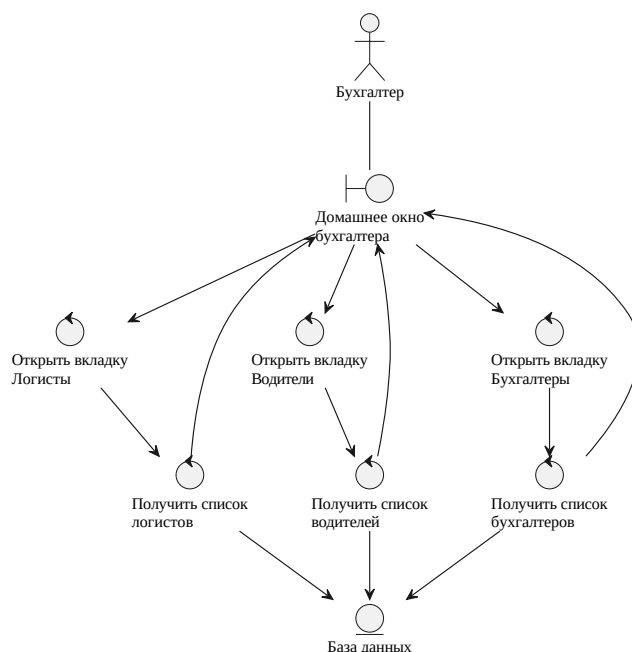 Бухгалтер
Домашнее окно
бухгалтера
Открыть вкладку
Логисты
Открыть вкладку
Водители
Открыть вкладку
Бухгалтеры
Получить список
логистов
Получить список
водителей
Получить список
бухгалтеров
База данных